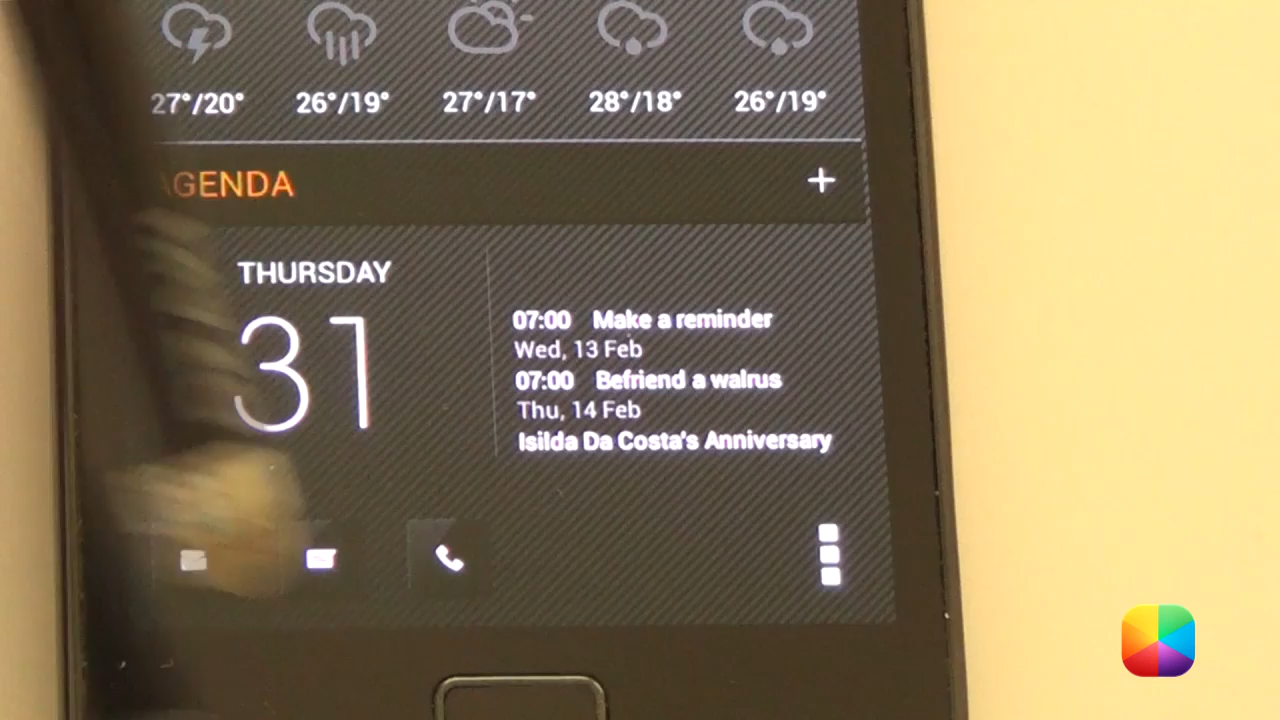 27°/20° 26°/19° 27°/17° 28°/18° 26°/19°
AGENDA +
THURSDAY
31
07:00 Make a reminder
Wed, 13 Feb
07:00 Befriend a walrus
Thu, 14 Feb
Isilda Da Costa's Anniversary